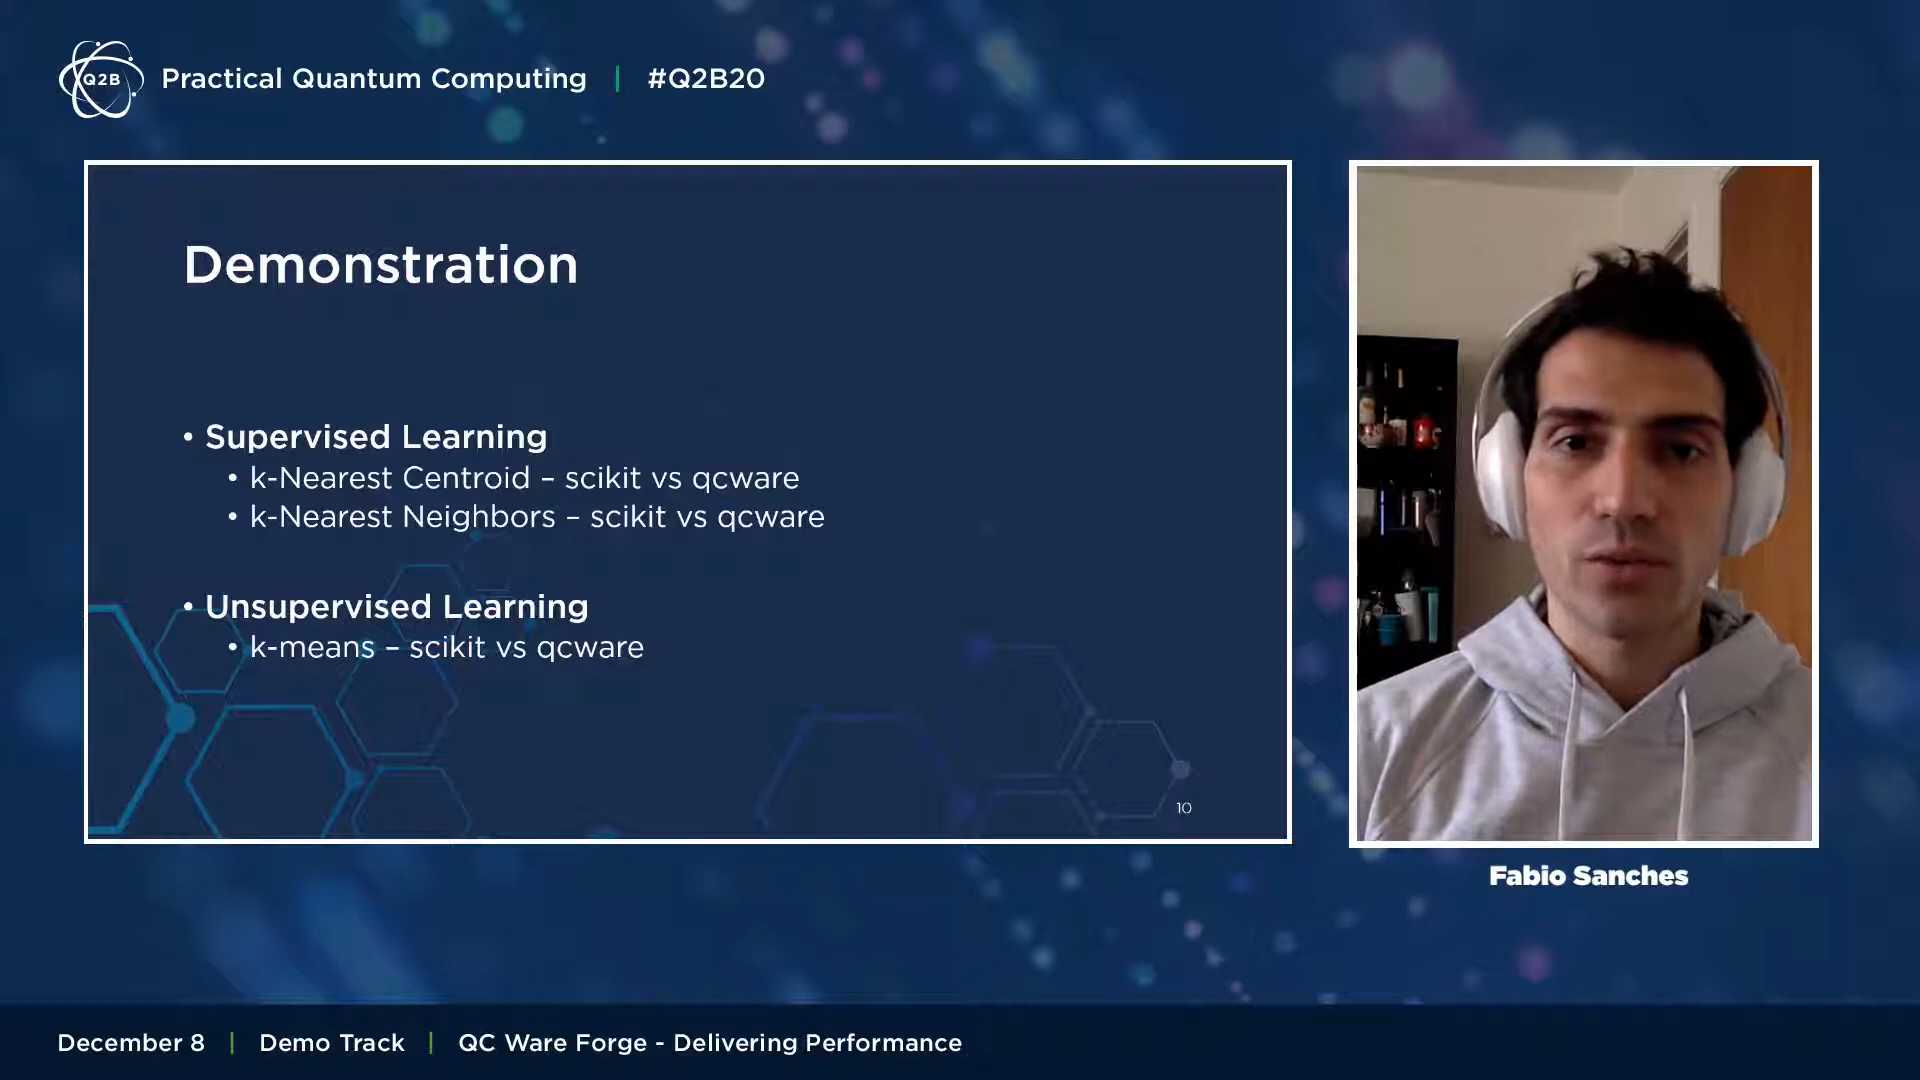 Q2B Practical Quantum Computing | #Q2B20
Demonstration
• Supervised Learning
• k-Nearest Centroid – scikit vs qcware
• k-Nearest Neighbors – scikit vs qcware
• Unsupervised Learning
• k-means – scikit vs qcware
10
Fabio Sanches
December 8 | Demo Track | QC Ware Forge - Delivering Performance